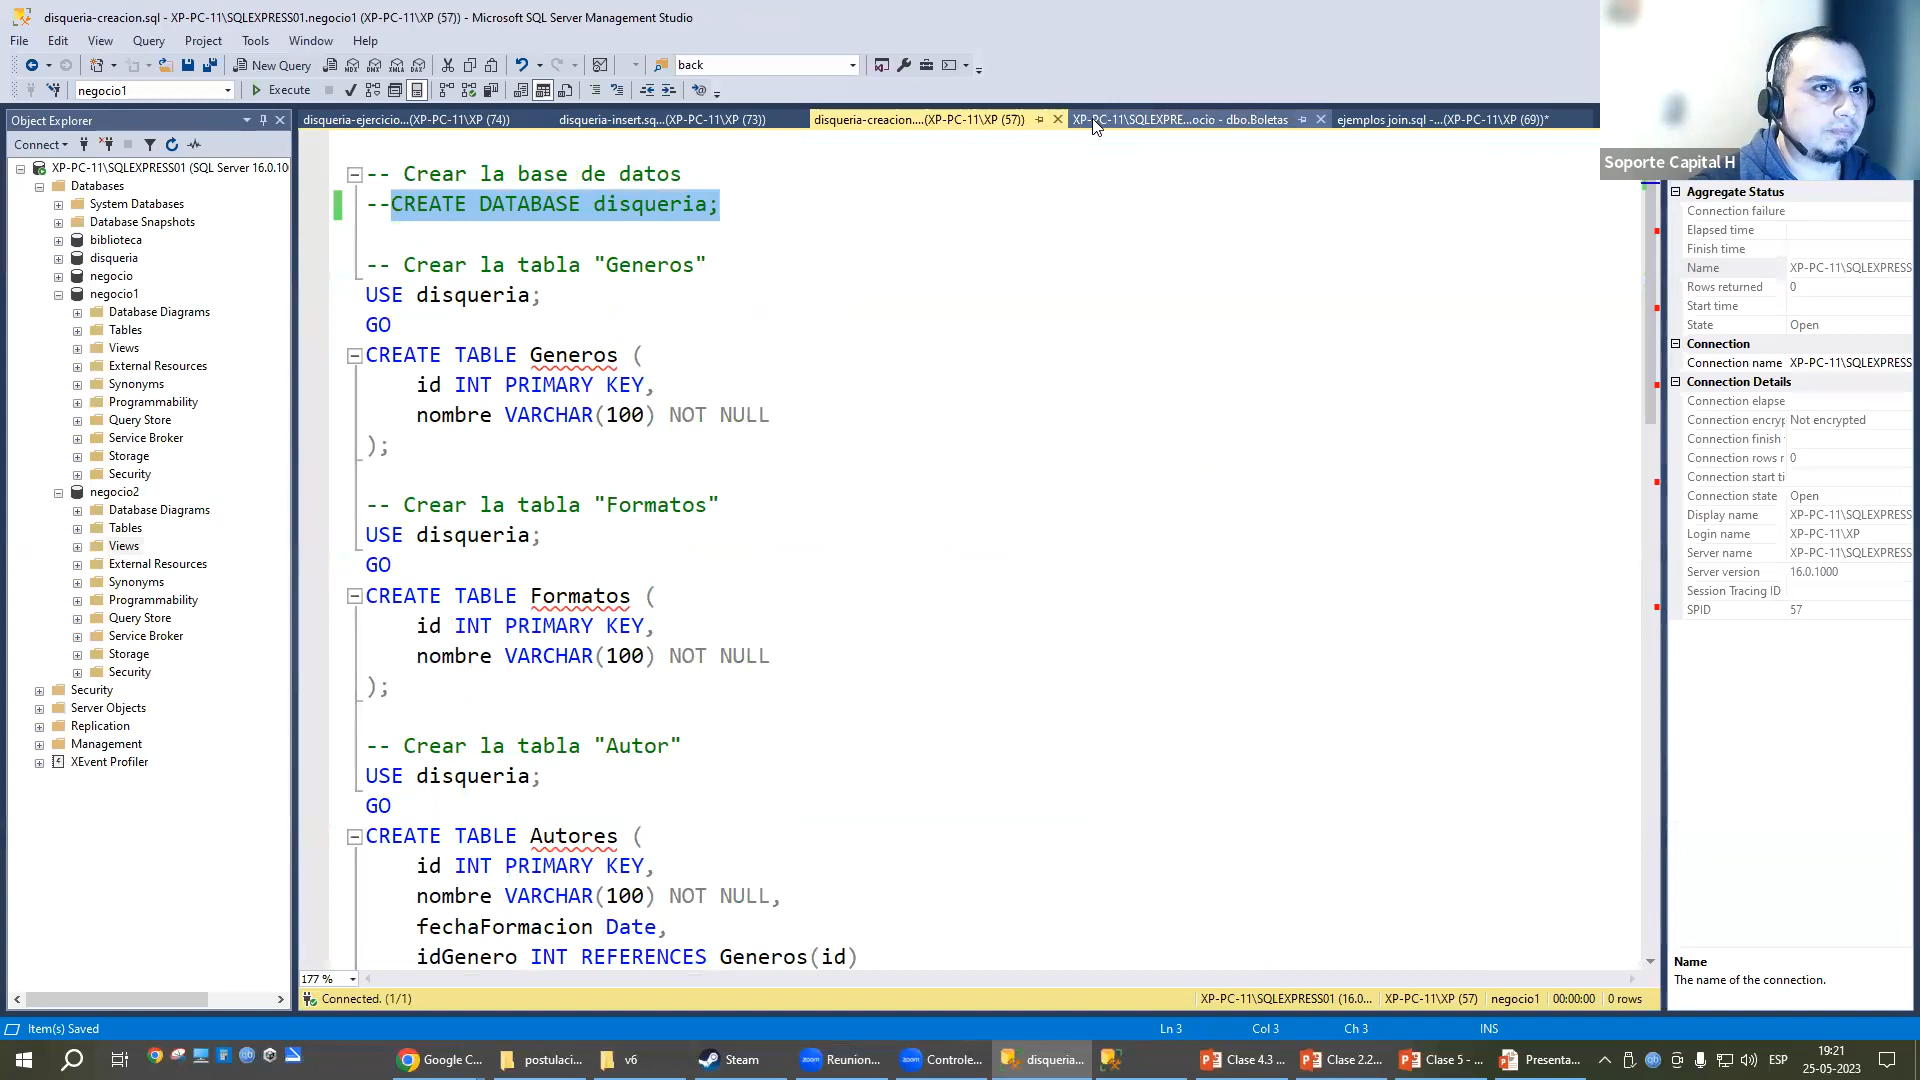 disqueria-creacion.sql - XP-PC-11\SQLEXPRESS01.negocio1 (XP-PC-11\XP (57)) - Microsoft SQL Server Management Studio
File Edit View Query Project Tools Window Help
New Query back
negocio1 Execute
Object Explorer
Connect
XP-PC-11\SQLEXPRESS01 (SQL Server 16.0.10
Databases
System Databases
Database Snapshots
biblioteca
disqueria
negocio
negocio1
Database Diagrams
Tables
Views
External Resources
Synonyms
Programmability
Query Store
Service Broker
Storage
Security
negocio2
Database Diagrams
Tables
Views
External Resources
Synonyms
Programmability
Query Store
Service Broker
Storage
Security
Security
Server Objects
Replication
Management
XEvent Profiler
disqueria-ejercicio...(XP-PC-11\XP (74)) disqueria-insert.sq...(XP-PC-11\XP (73)) disqueria-creacion....(XP-PC-11\XP (57)) XP-PC-11\SQLEXPRE...ocio - dbo.Boletas ejemplos join.sql -...(XP-PC-11\XP (69))*
-- Crear la base de datos
--CREATE DATABASE disqueria;
-- Crear la tabla "Generos"
USE disqueria;
GO
CREATE TABLE Generos (
id INT PRIMARY KEY,
nombre VARCHAR(100) NOT NULL
);
-- Crear la tabla "Formatos"
USE disqueria;
GO
CREATE TABLE Formatos (
id INT PRIMARY KEY,
nombre VARCHAR(100) NOT NULL
);
-- Crear la tabla "Autor"
USE disqueria;
GO
CREATE TABLE Autores (
id INT PRIMARY KEY,
nombre VARCHAR(100) NOT NULL,
fechaFormacion Date,
idGenero INT REFERENCES Generos(id)
177 %
Connected. (1/1) XP-PC-11\SQLEXPRESS01 (16.0... XP-PC-11\XP (57) negocio1 00:00:00 0 rows
Soporte Capital H
Aggregate Status
Connection failure
Elapsed time
Finish time
Name XP-PC-11\SQLEXPRESS
Rows returned 0
Start time
State Open
Connection
Connection name XP-PC-11\SQLEXPRESS
Connection Details
Connection elapse
Connection encryp Not encrypted
Connection finish
Connection rows r 0
Connection start ti
Connection state Open
Display name XP-PC-11\SQLEXPRESS
Login name XP-PC-11\XP
Server name XP-PC-11\SQLEXPRESS
Server version 16.0.1000
Session Tracing ID
SPID 57
Name
The name of the connection.
Item(s) Saved Ln 3 Col 3 Ch 3 INS
Google C... postulaci... v6 Steam Reunion... Controle... disqueria... Clase 4.3 ... Clase 2.2... Clase 5 - ... Presenta... ESP 19:21
25-05-2023